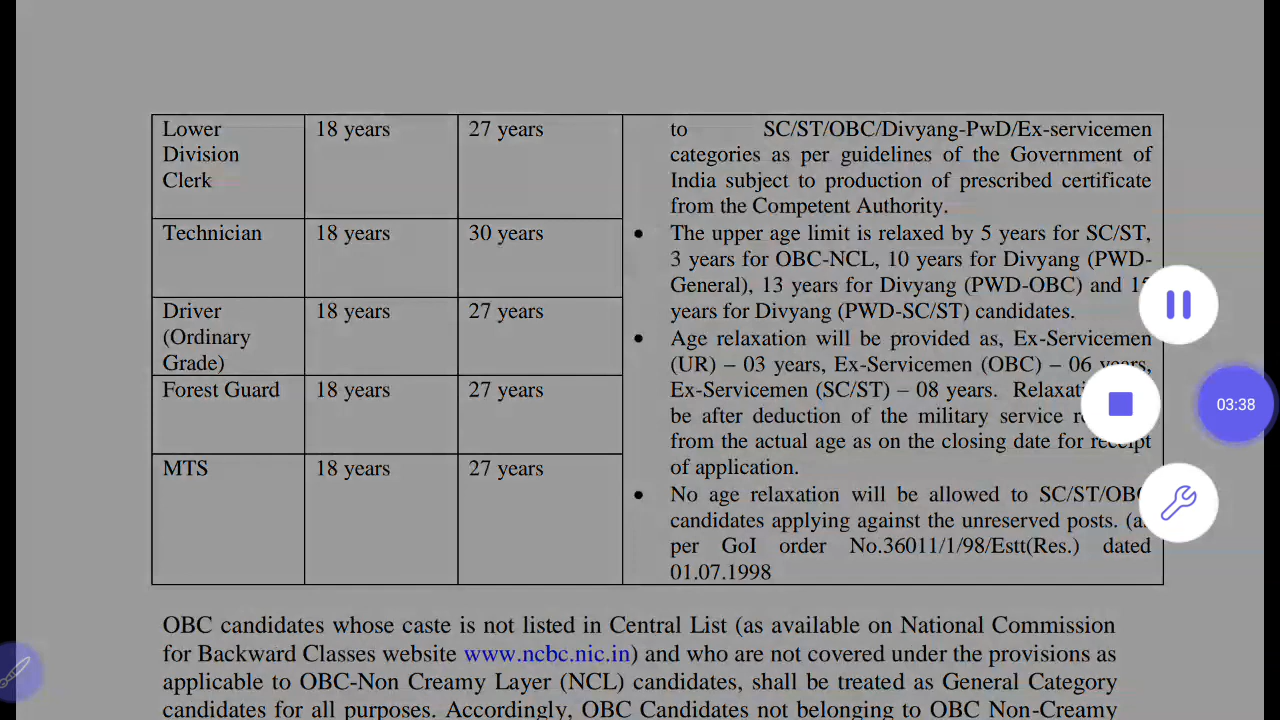 Lower
Division
Clerk
18 years
27 years
Technician
18 years
30 years
Driver
(Ordinary
Grade)
18 years
27 years
Forest Guard
18 years
27 years
MTS
18 years
27 years
to SC/ST/OBC/Divyang-PwD/Ex-servicemen
categories as per guidelines of the Government of
India subject to production of prescribed certificate
from the Competent Authority.
• The upper age limit is relaxed by 5 years for SC/ST,
3 years for OBC-NCL, 10 years for Divyang (PWD-
General), 13 years for Divyang (PWD-OBC) and
years for Divyang (PWD-SC/ST) candidates.
• Age relaxation will be provided as, Ex-Servicemen
(UR) – 03 years, Ex-Servicemen (OBC) – 06 years,
Ex-Servicemen (SC/ST) – 08 years.
be after deduction of the military service
from the actual age as on the closing date for receipt
of application.
• No age relaxation will be allowed to SC/ST/OBC
candidates applying against the unreserved posts.
per GoI order No.36011/1/98/Estt(Res.) dated
01.07.1998
03:38
OBC candidates whose caste is not listed in Central List (as available on National Commission
for Backward Classes website www.ncbc.nic.in) and who are not covered under the provisions as
applicable to OBC-Non Creamy Layer (NCL) candidates, shall be treated as General Category
candidates for all purposes. Accordingly, OBC Candidates not belonging to OBC Non-Creamy